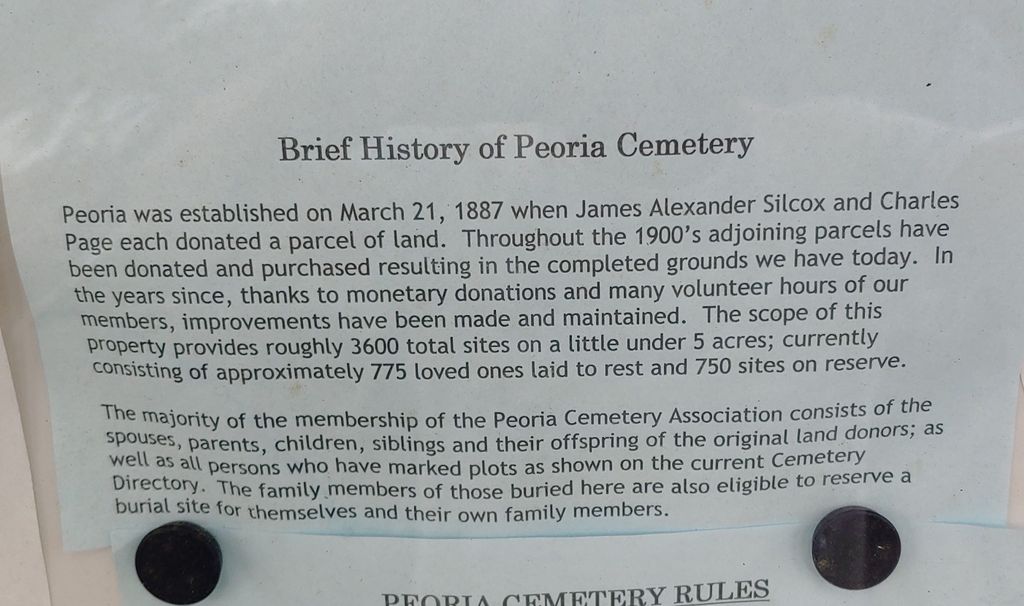 Brief History of Peoria Cemetery
Peoria was established on March 21, 1887 when James Alexander Silcox and Charles
Page each donated a parcel of land. Throughout the 1900's adjoining parcels have
been donated and purchased resulting in the completed grounds we have today. In
the years since, thanks to monetary donations and many volunteer hours of our
members, improvements have been made and maintained. The scope of this
property provides roughly 3600 total sites on a little under 5 acres; currently
consisting of approximately 775 loved ones laid to rest and 750 sites on reserve.
The majority of the membership of the Peoria Cemetery Association consists of the
spouses, parents, children, siblings and their offspring of the original land donors; as
well as all persons who have marked plots as shown on the current Cemetery
Directory. The family members of those buried here are also eligible to reserve a
burial site for themselves and their own family members.
PEORIA CEMETERY RULES